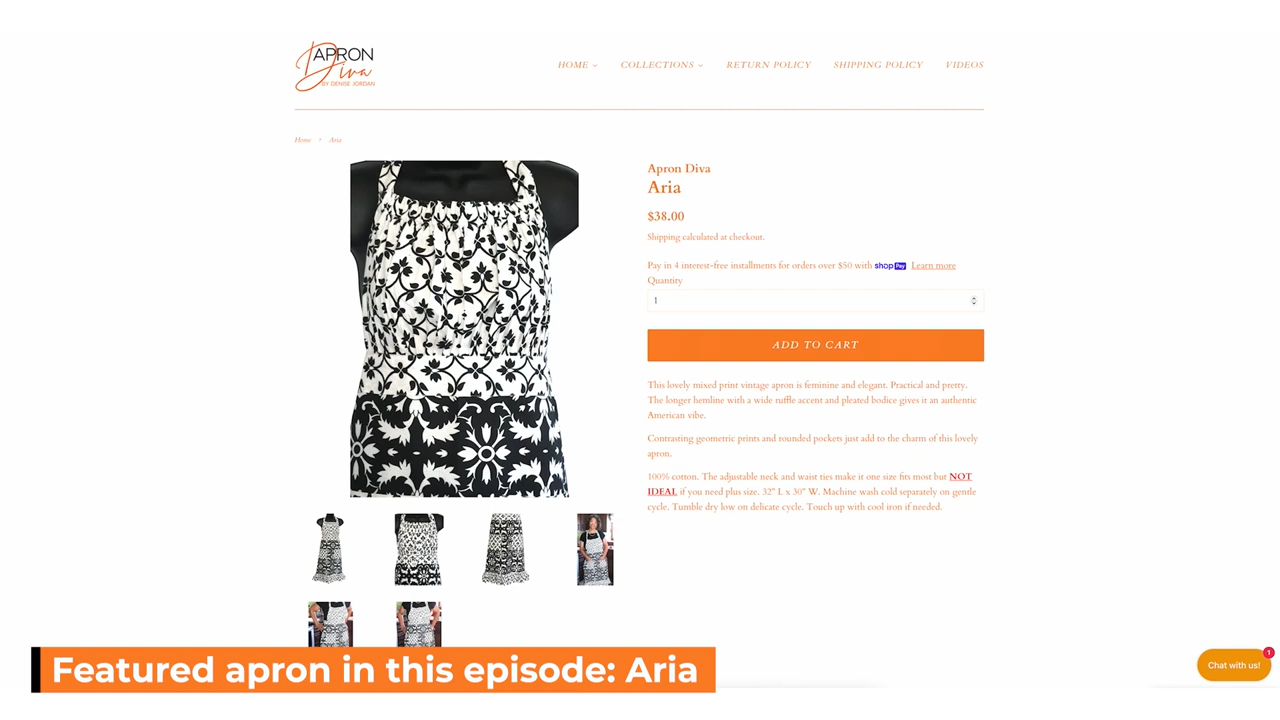 APRON
Diva
BY DENISE JORDAN
HOME
COLLECTIONS
RETURN POLICY
SHIPPING POLICY
VIDEOS
Home › Aria
Apron Diva
Aria
$38.00
Shipping calculated at checkout.
Pay in 4 interest-free installments for orders over $50 with shop Pay Learn more
Quantity
1
ADD TO CART
This lovely mixed print vintage apron is feminine and elegant. Practical and pretty.
The longer hemline with a wide ruffle accent and pleated bodice gives it an authentic
American vibe.
Contrasting geometric prints and rounded pockets just add to the charm of this lovely
apron.
100% cotton. The adjustable neck and waist ties make it one size fits most but NOT
IDEAL if you need plus size. 32" L x 30" W. Machine wash cold separately on gentle
cycle. Tumble dry low on delicate cycle. Touch up with cool iron if needed.
Featured apron in this episode: Aria
Chat with us!
1